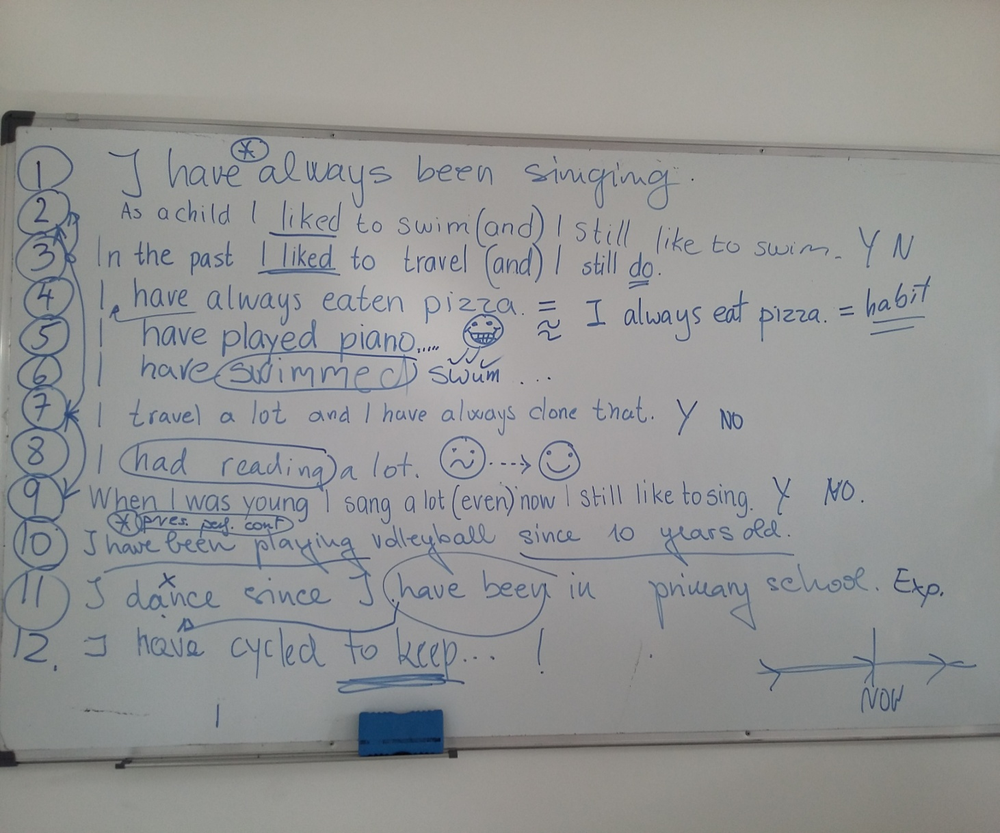 1 I have * always been singing.
2 As a child I liked to swim (and) I still like to swim. Y N
3 In the past I liked to travel (and) I still do.
4 I have always eaten pizza. = ≈ I always eat pizza. = habit
5 I have played piano.....
6 I have swimmed swum ...
7 I travel a lot and I have always done that. Y NO
8 I had reading a lot.
9 When I was young I sang a lot (even) now I still like to sing. Y NO.
* pres. perf. cont
10 I have been playing volleyball since 10 years old.
11 I dance since I have been in primary school. Exp.
12. I have cycled to keep... !
NOW